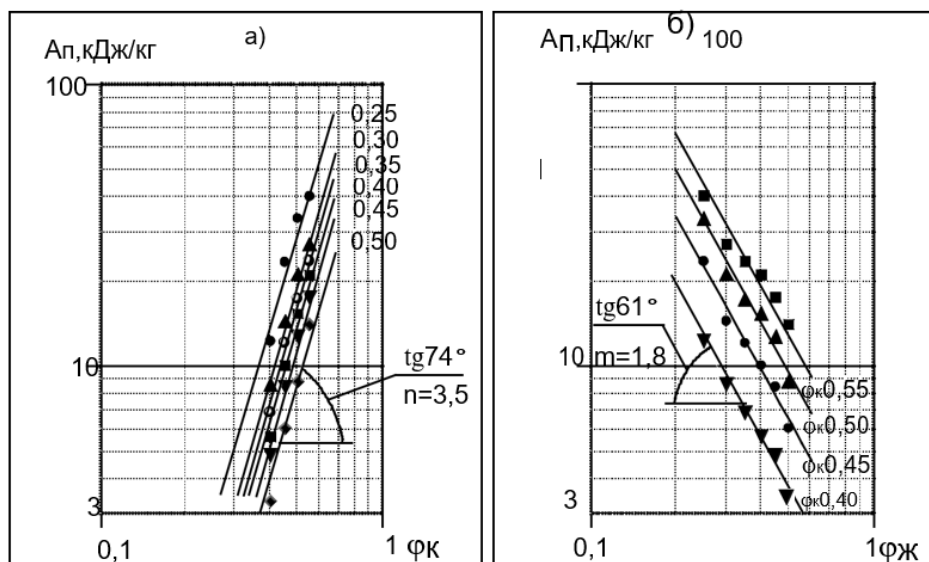 а)
Ап,кДж/кг
100
0,25
0,30
0,35
0,40
0,45
0,50
10
tg74°
n=3,5
3
0,1
1 φк
б)
Ап,кДж/кг
100
tg61°
10
m=1,8
φк0,55
φк0,50
φк0,45
φк0,40
3
0,1
1φж